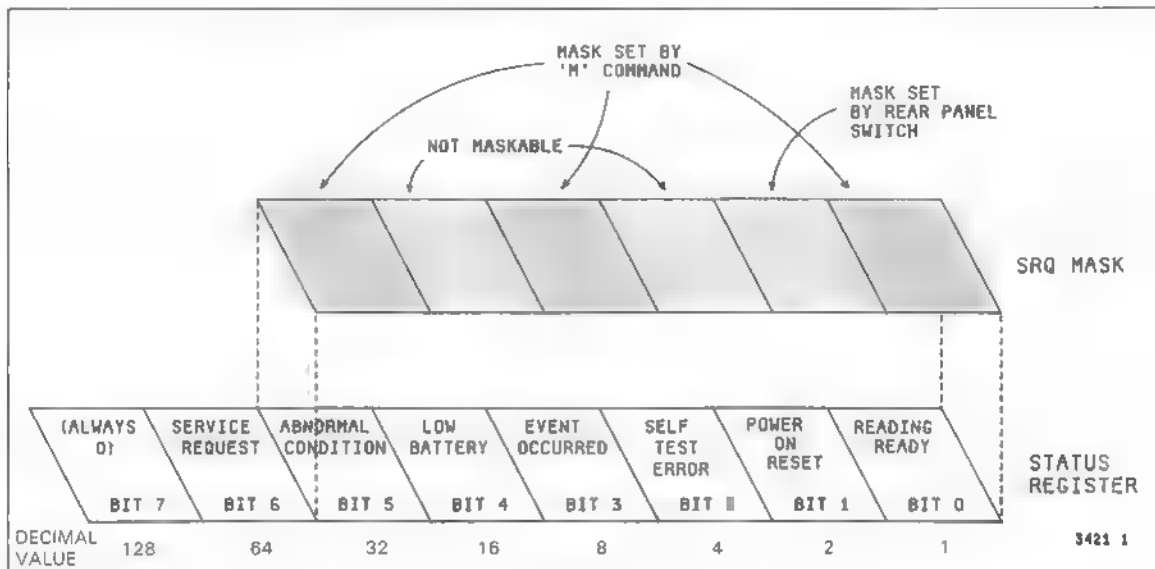 MASK SET BY
'M' COMMAND
MASK SET
BY REAR PANEL
SWITCH
NOT MASKABLE
SRQ MASK
(ALWAYS
0)
BIT 7
SERVICE
REQUEST
BIT 6
ABNORMAL
CONDITION
BIT 5
LOW
BATTERY
BIT 4
EVENT
OCCURRED
BIT 3
SELF
TEST
ERROR
BIT
POWER
ON
RESET
BIT 1
READING
READY
BIT 0
STATUS
REGISTER
DECIMAL
VALUE
128 64 32 16 8 4 2 1
3421 1